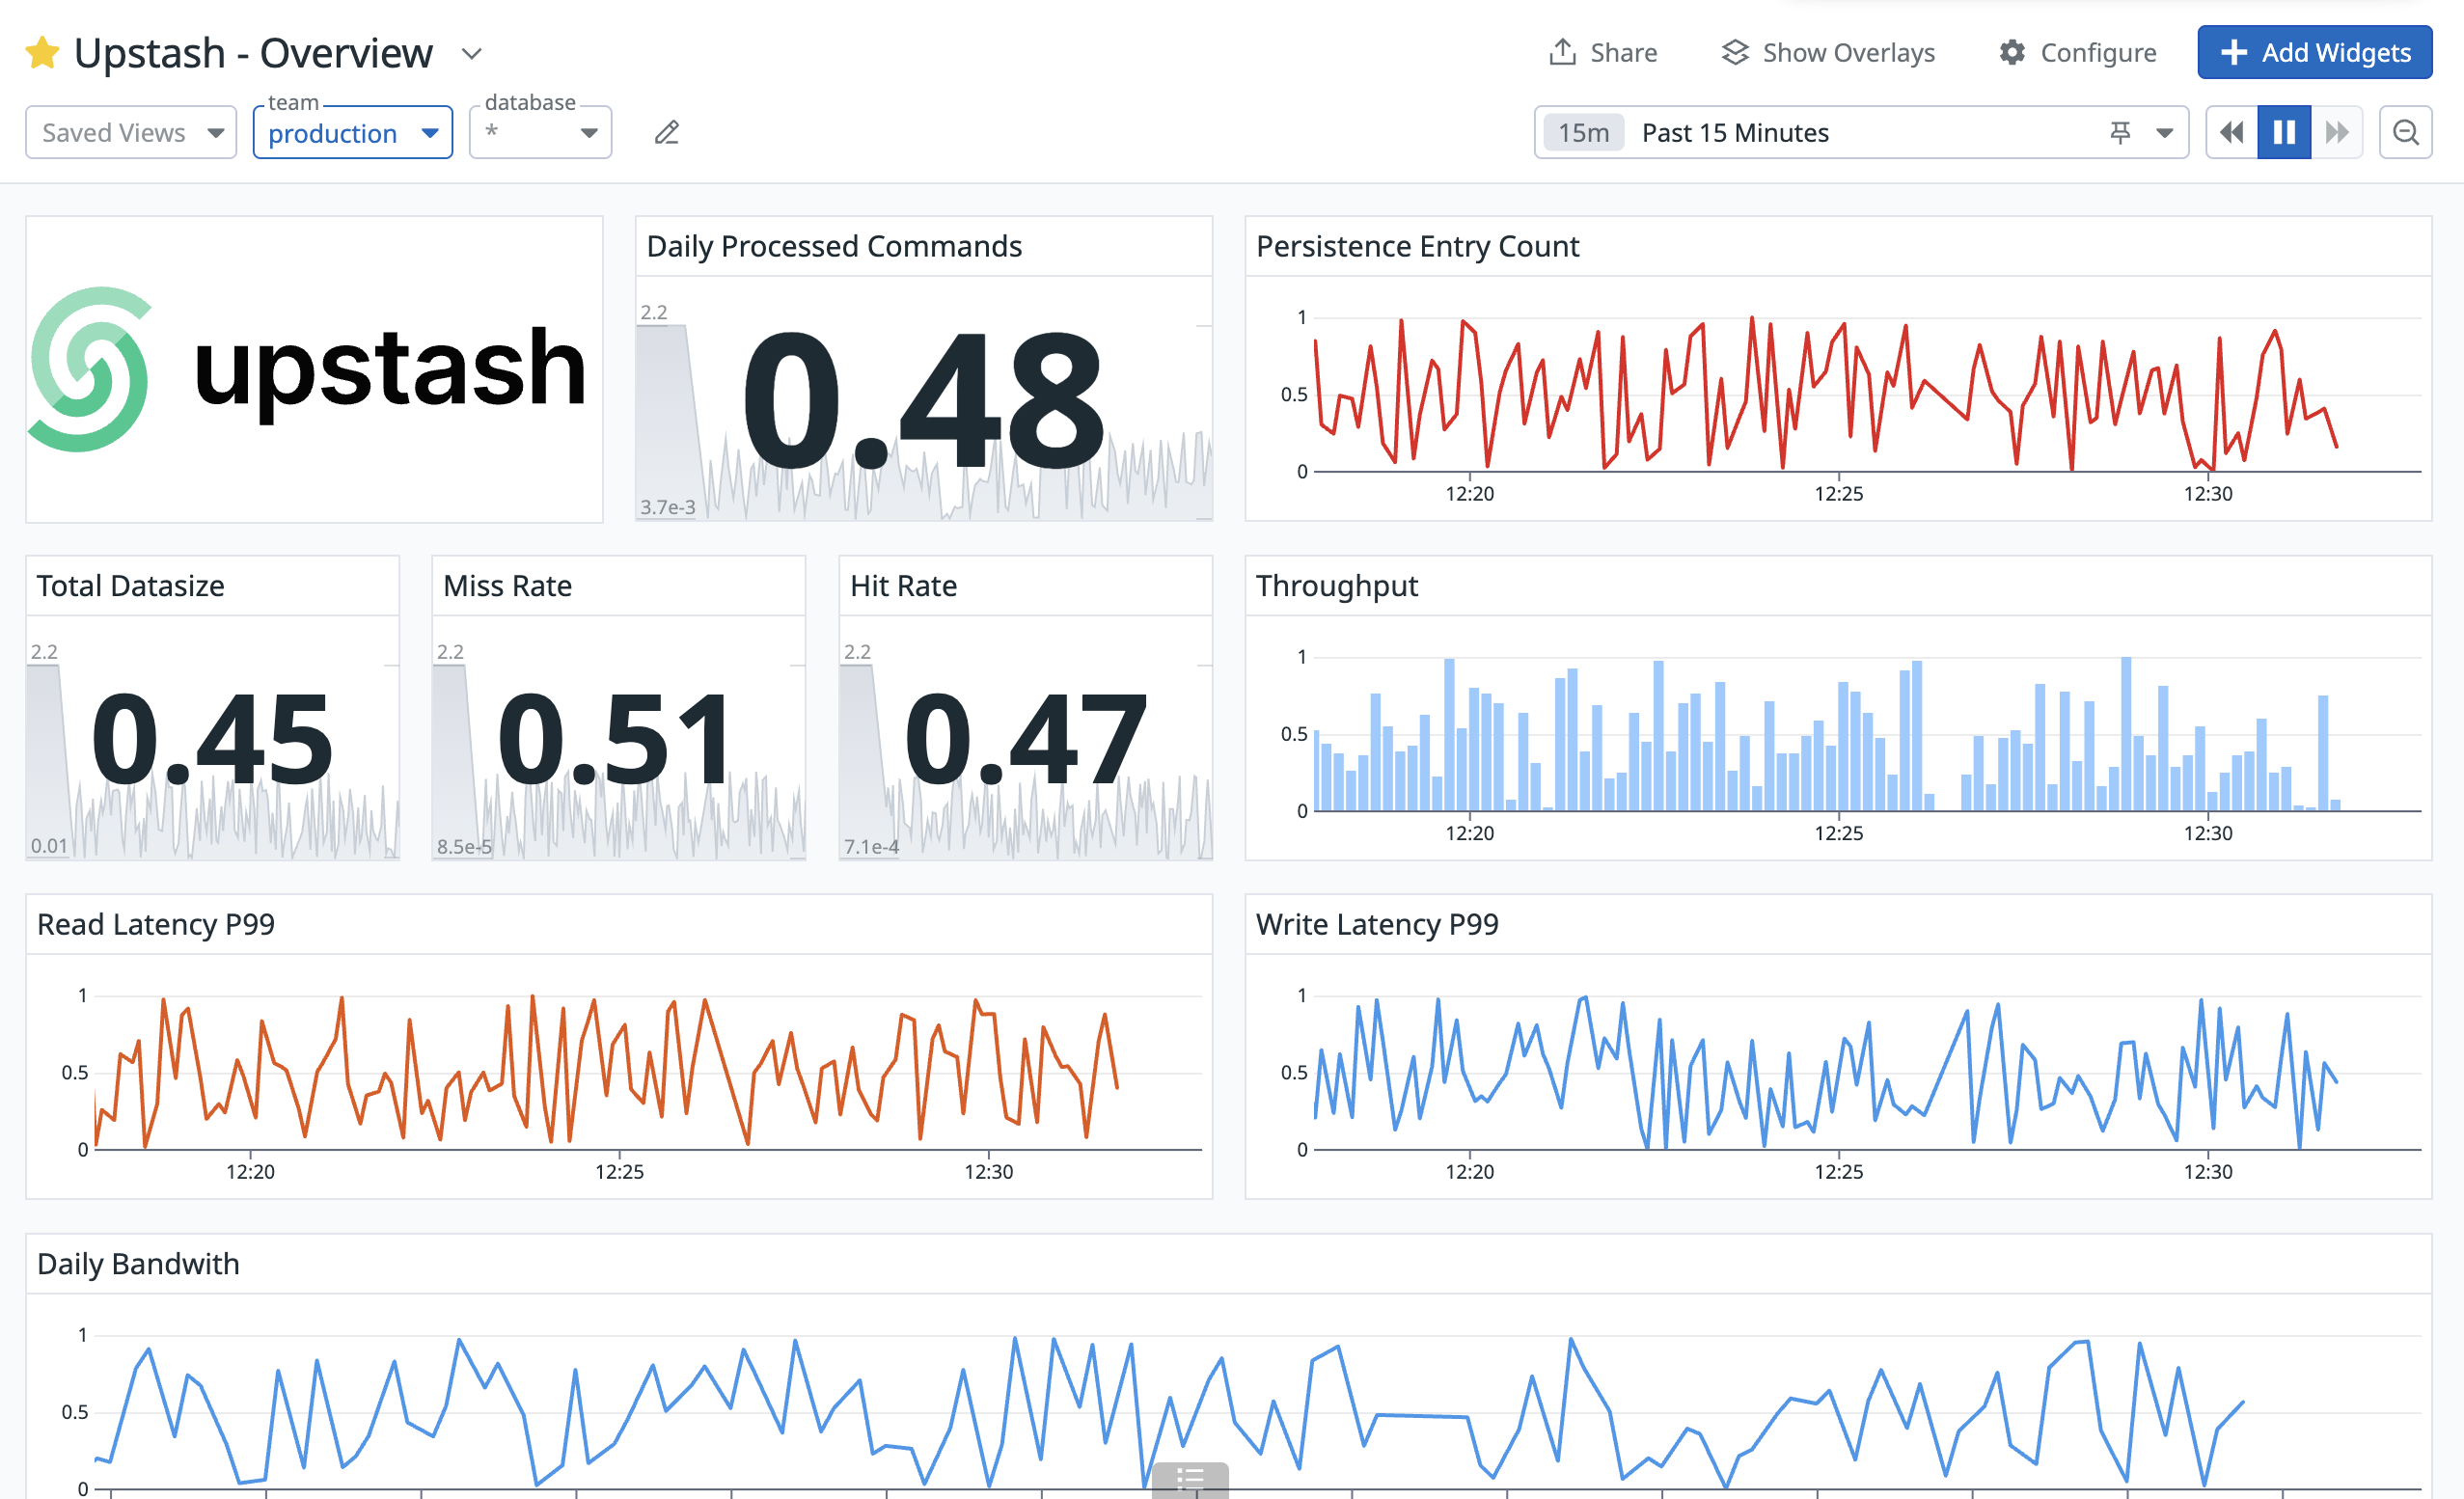 Upstash - Overview
Share
Show Overlays
Configure
Add Widgets
Saved Views
team
production
database
*
15m Past 15 Minutes
upstash
Daily Processed Commands
2.2
0.48
3.7e-3
Persistence Entry Count
1
0.5
0
12:20 12:25 12:30
Total Datasize
2.2
0.45
0.01
Miss Rate
2.2
0.51
8.5e-5
Hit Rate
2.2
0.47
7.1e-4
Throughput
1
0.5
0
12:20 12:25 12:30
Read Latency P99
1
0.5
0
12:20 12:25 12:30
Write Latency P99
1
0.5
0
12:20 12:25 12:30
Daily Bandwith
1
0.5
0